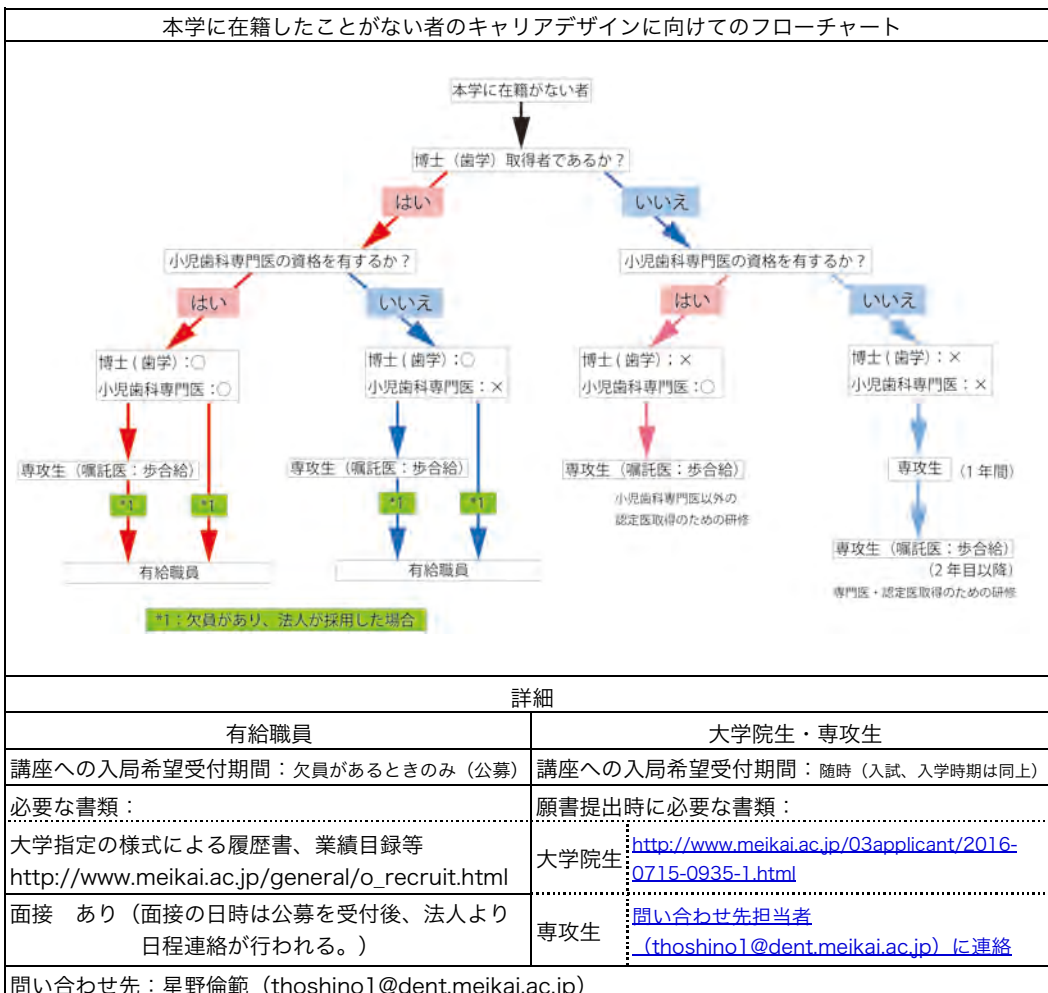 本学に在籍したことがない者のキャリアデザインに向けてのフローチャート
本学に在籍がない者
博士（歯学）取得者であるか？
はい
いいえ
小児歯科専門医の資格を有するか？
小児歯科専門医の資格を有するか？
はい
いいえ
はい
いいえ
博士(歯学)：○
小児歯科専門医：○
博士(歯学)：○
小児歯科専門医：×
博士(歯学)：×
小児歯科専門医：○
博士(歯学)：×
小児歯科専門医：×
専攻生（嘱託医：歩合給）
専攻生（嘱託医：歩合給）
専攻生（嘱託医：歩合給）
専攻生（1年間）
*1
*1
*1
*1
小児歯科専門医以外の
認定医取得のための研修
有給職員
有給職員
専攻生（嘱託医：歩合給）
（2年目以降）
専門医・認定医取得のための研修
*1：欠員があり、法人が採用した場合
詳細
有給職員
大学院生・専攻生
講座への入局希望受付期間：欠員があるときのみ（公募）
講座への入局希望受付期間：随時（入試、入学時期は同上）
必要な書類：
願書提出時に必要な書類：
大学指定の様式による履歴書、業績目録等
http://www.meikai.ac.jp/general/o_recruit.html
大学院生
http://www.meikai.ac.jp/03applicant/2016-
0715-0935-1.html
面接　あり（面接の日時は公募を受付後、法人より
日程連絡が行われる。）
専攻生
問い合わせ先担当者
（thoshino1@dent.meikai.ac.jp）に連絡
問い合わせ先：星野倫範（thoshino1@dent.meikai.ac.jp）